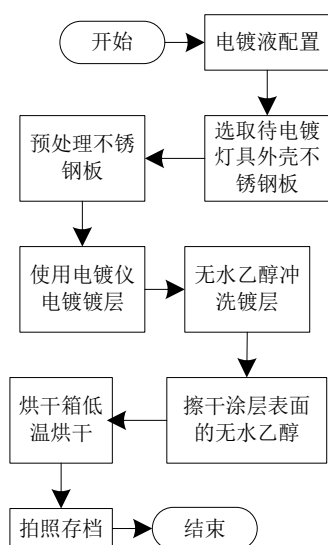 开始
电镀液配置
选取待电镀
灯具外壳不
锈钢板
预处理不锈
钢板
使用电镀仪
电镀镀层
无水乙醇冲
洗镀层
擦干涂层表面
的无水乙醇
烘干箱低
温烘干
拍照存档
结束